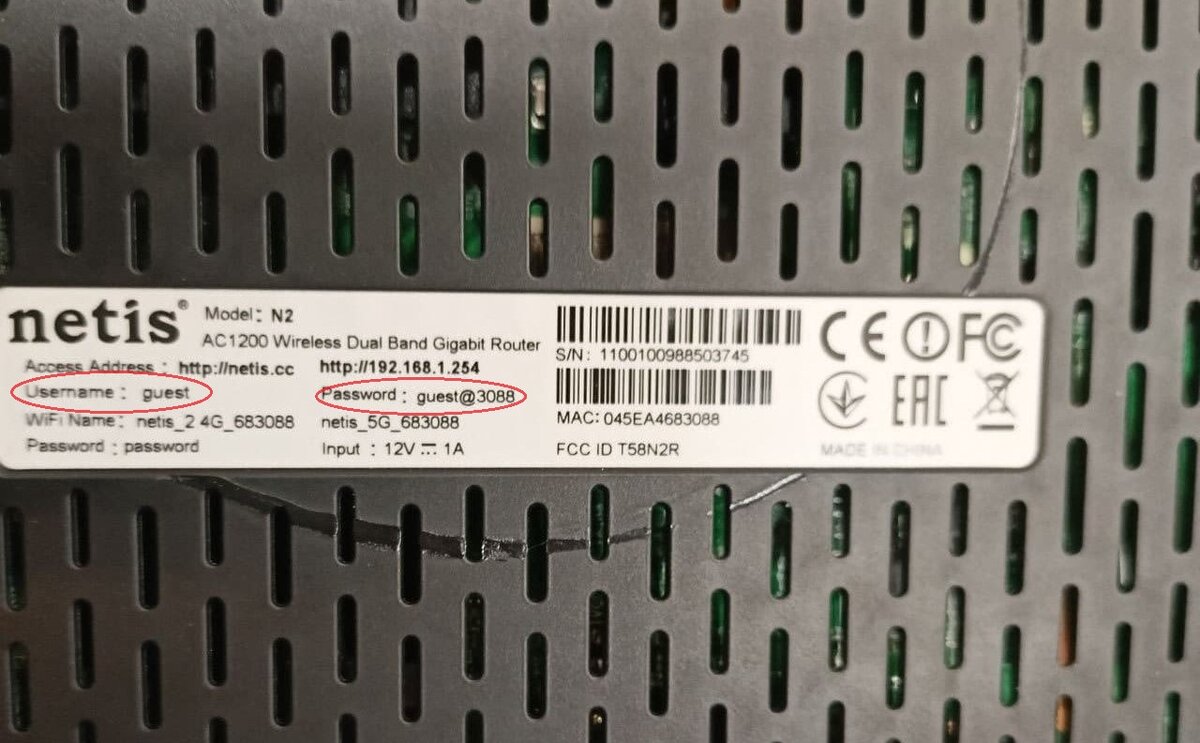 netis®
Model: N2
AC1200 Wireless Dual Band Gigabit Router
Access Address : http://netis.cc http://192.168.1.254
Username : guest Password : guest@3088
WiFi Name : netis_2 4G_683088 netis_5G_683088
Password : password Input : 12V ⎓ 1A
S/N : 1100100988503745
MAC: 045EA4683088
FCC ID T58N2R
CE FC
EAC
MADE IN CHINA